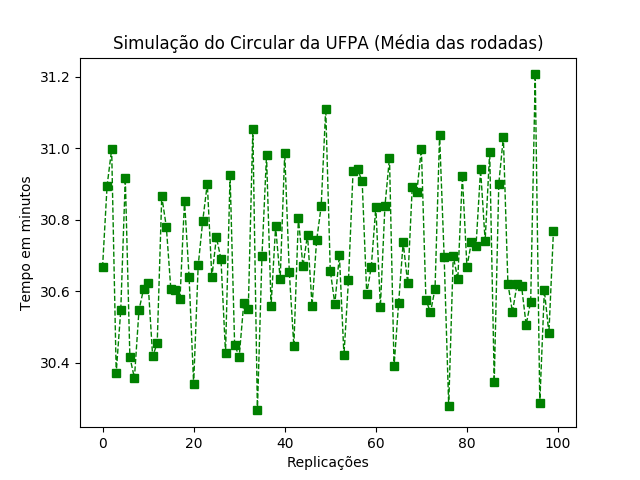 Simulação do Circular da UFPA (Média das rodadas)
31.2
31.0
30.8
30.6
30.4
Tempo em minutos
0 20 40 60 80 100
Replicações